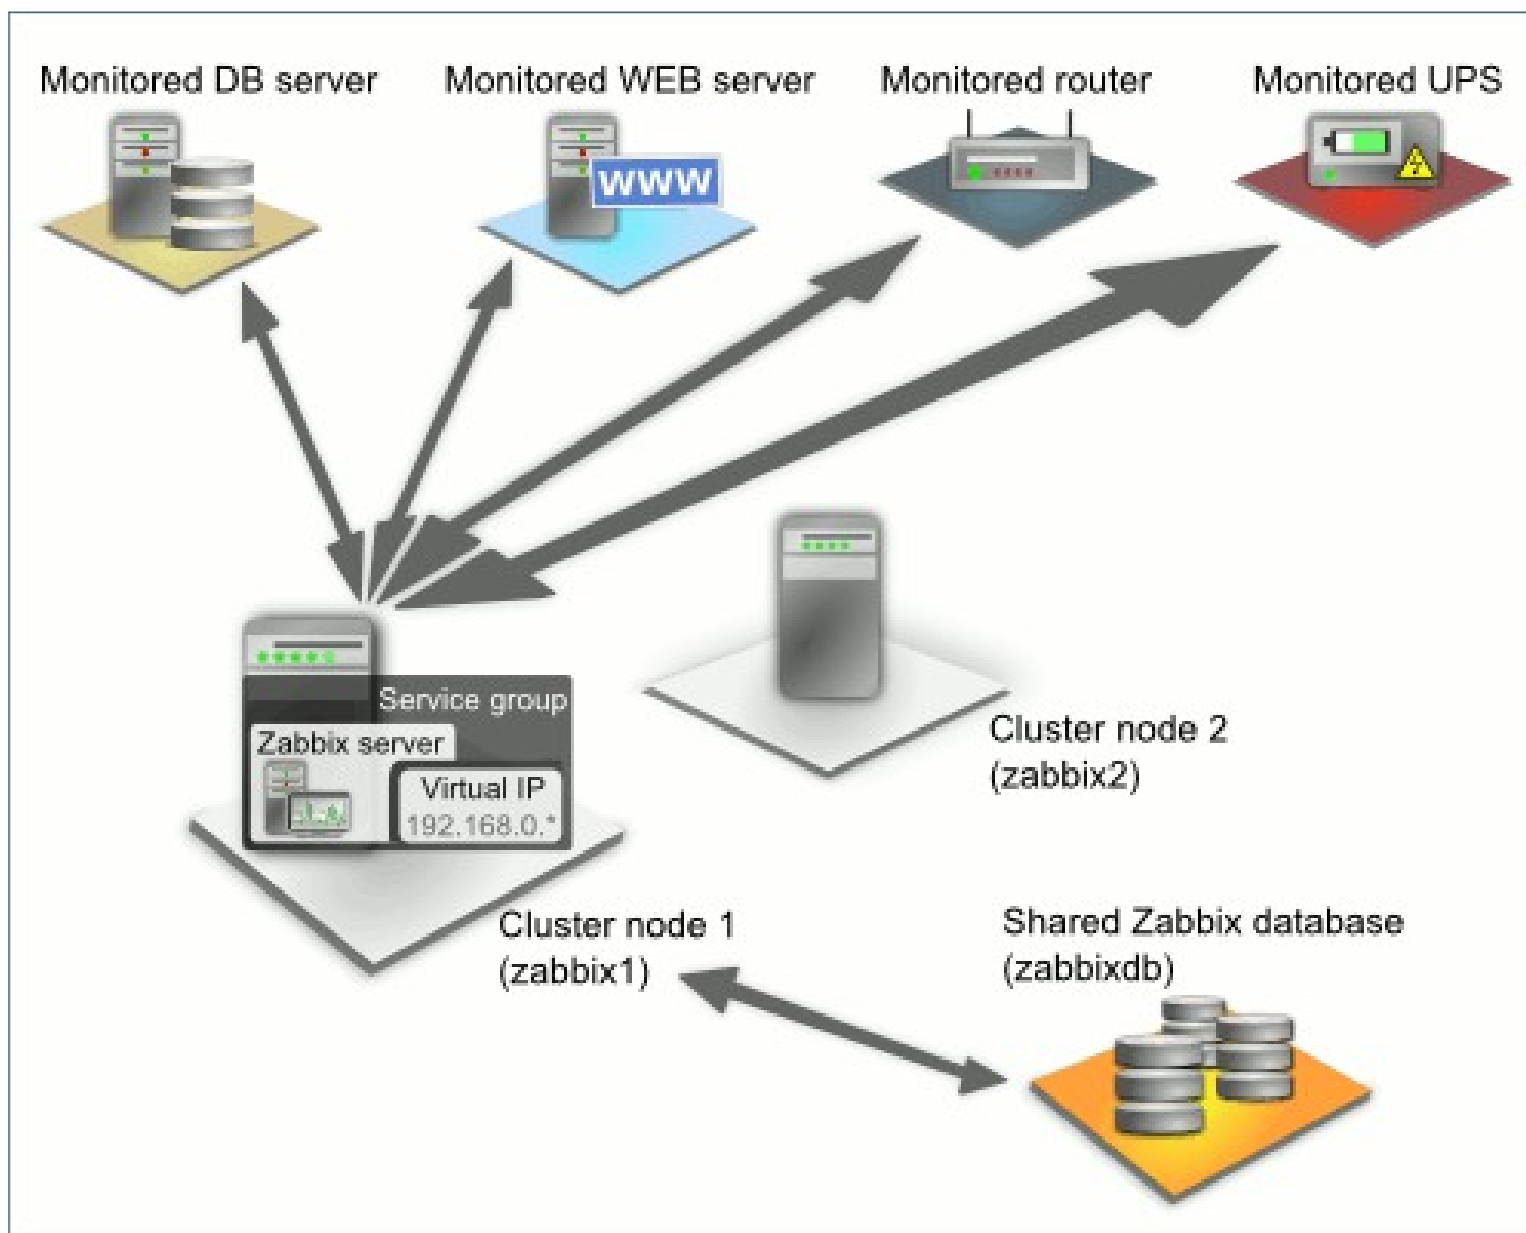 Monitored DB server
Monitored WEB server
Monitored router
Monitored UPS
www
Service group
Zabbix server
Virtual IP
192.168.0.*
Cluster node 2
(zabbix2)
Cluster node 1
(zabbix1)
Shared Zabbix database
(zabbixdb)